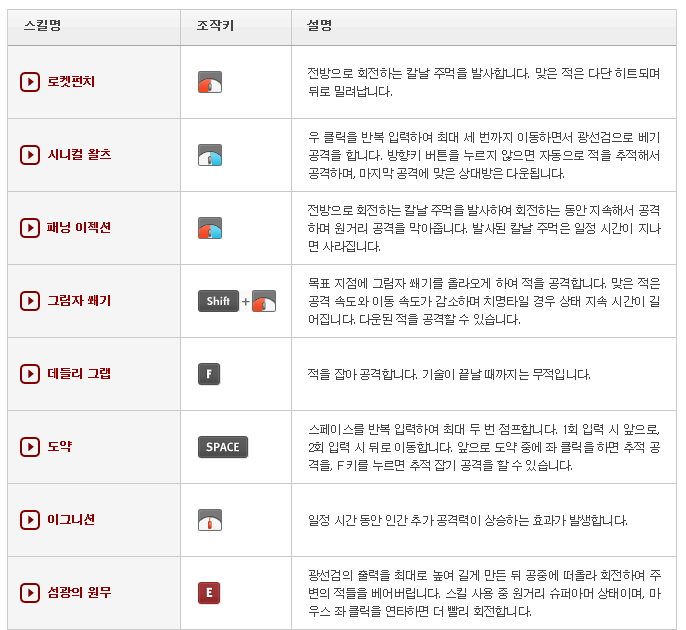 스킬명 조작키 설명
로켓펀치
전방으로 회전하는 칼날 주먹을 발사합니다. 맞은 적은 다단 히트되며
뒤로 밀려납니다.
시니컬 왈츠
우 클릭을 반복 입력하여 최대 세 번까지 이동하면서 광선검으로 베기
공격을 합니다. 방향키 버튼을 누르지 않으면 자동으로 적을 추적해서
공격하며, 마지막 공격에 맞은 상대방은 다운됩니다.
패닝 이젝션
전방으로 회전하는 칼날 주먹을 발사하여 회전하는 동안 지속해서 공격
하며 원거리 공격을 막아줍니다. 발사된 칼날 주먹은 일정 시간이 지나
면 사라집니다.
그림자 쐐기
Shift +
목표 지점에 그림자 쐐기를 올라오게 하여 적을 공격합니다. 맞은 적은
공격 속도와 이동 속도가 감소하며 치명타일 경우 상태 지속 시간이 길
어집니다. 다운된 적을 공격할 수 있습니다.
데들리 그랩
F
적을 잡아 공격합니다. 기술이 끝날 때까지는 무적입니다.
도약
SPACE
스페이스를 반복 입력하여 최대 두 번 점프합니다. 1회 입력 시 앞으로,
2회 입력 시 뒤로 이동합니다. 앞으로 도약 중에 좌 클릭을 하면 추적 공
격을, F 키를 누르면 추적 잡기 공격을 할 수 있습니다.
이그니션
일정 시간 동안 인간 추가 공격력이 상승하는 효과가 발생합니다.
섬광의 원무
E
광선검의 출력을 최대로 높여 길게 만든 뒤 공중에 떠올라 회전하여 주
변의 적들을 베어버립니다. 스킬 사용 중 원거리 슈퍼아머 상태이며, 마
우스 좌 클릭을 연타하면 더 빨리 회전합니다.